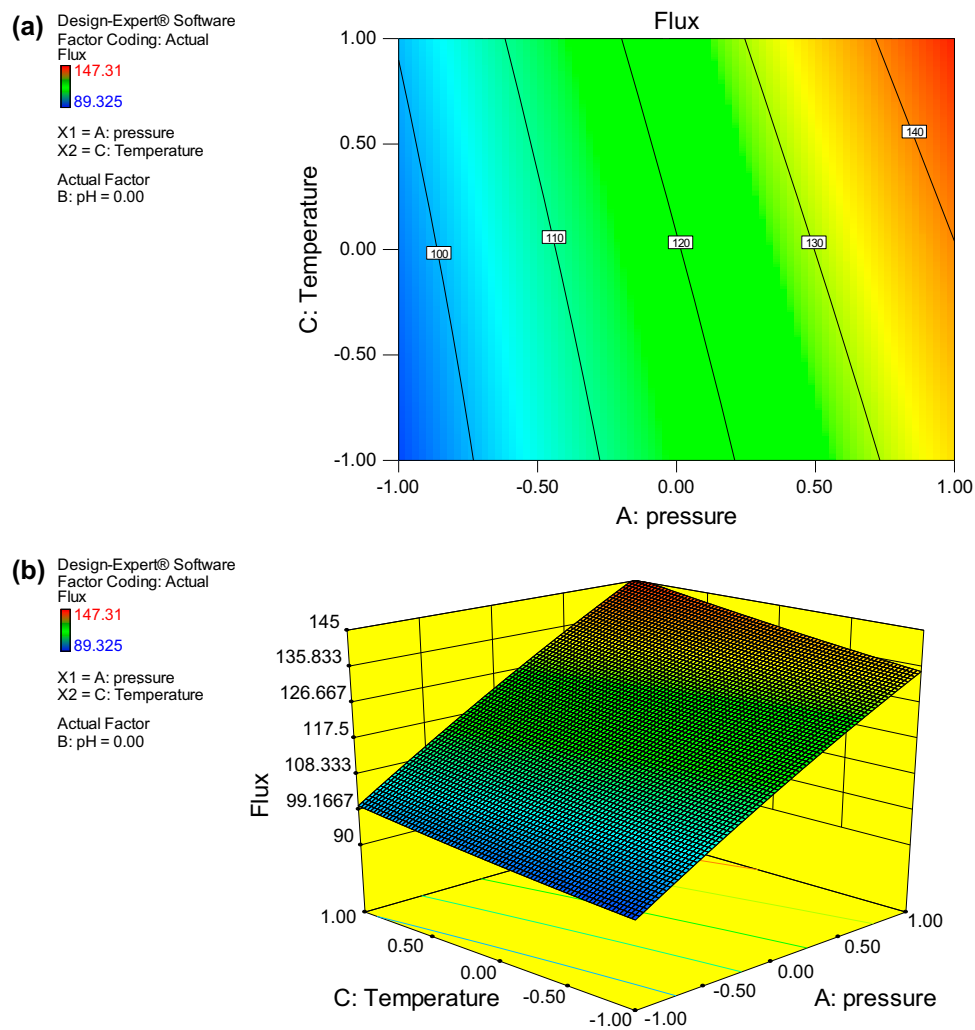 (a)
Design-Expert® Software
Factor Coding: Actual
Flux
147.31
89.325
X1 = A: pressure
X2 = C: Temperature
Actual Factor
B: pH = 0.00
Flux
1.00
0.50
0.00
-0.50
-1.00
C: Temperature
100
110
120
130
140
-1.00 -0.50 0.00 0.50 1.00
A: pressure
(b)
Design-Expert® Software
Factor Coding: Actual
Flux
147.31
89.325
X1 = A: pressure
X2 = C: Temperature
Actual Factor
B: pH = 0.00
145
135.833
126.667
117.5
108.333
99.1667
90
Flux
1.00
0.50
0.00
-0.50
-1.00
C: Temperature
-1.00
-0.50
0.00
0.50
1.00
A: pressure